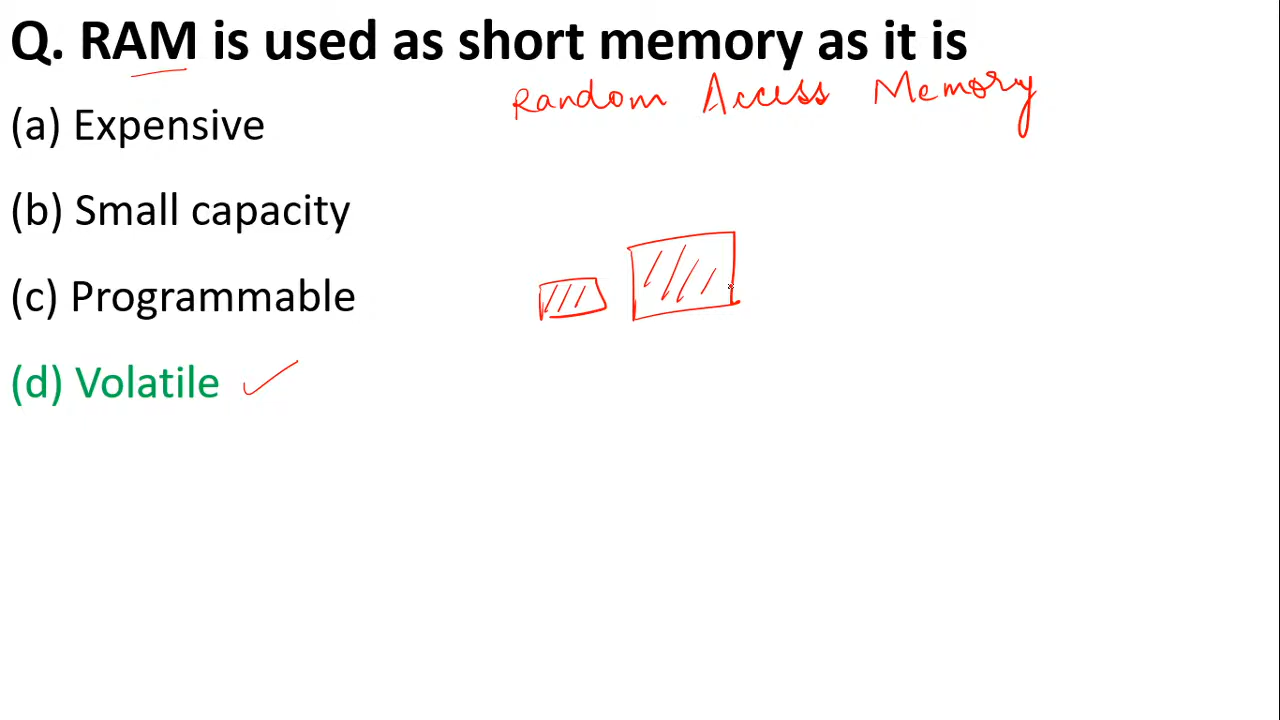 Q. RAM is used as short memory as it is
Random Access Memory
(a) Expensive
(b) Small capacity
(c) Programmable
(d) Volatile